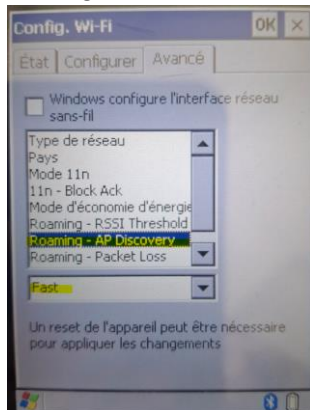 Config. Wi-Fi OK ×
État Configurer Avancé
Windows configure l'interface réseau
sans-fil
Type de réseau
Pays
Mode 11n
11n - Block Ack
Mode d'économie d'énergie
Roaming - RSSI Threshold
Roaming - AP Discovery
Roaming - Packet Loss
Fast
Un reset de l'appareil peut être nécessaire
pour appliquer les changements